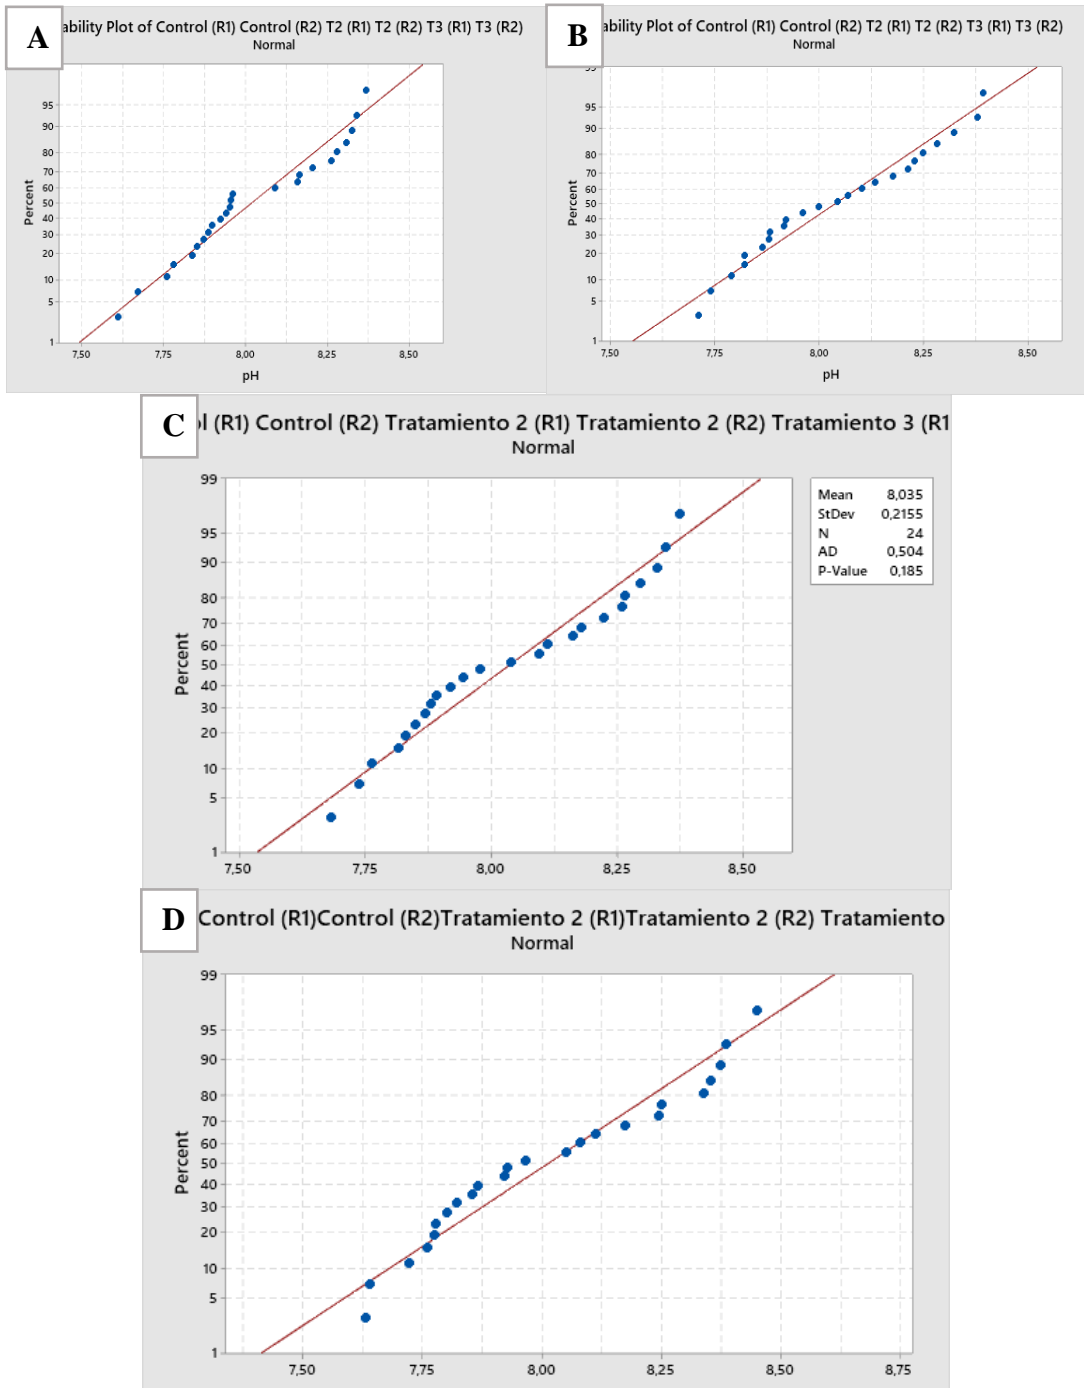 A
ability Plot of Control (R1) Control (R2) T2 (R1) T2 (R2) T3 (R1) T3 (R2)
Normal
95
90
80
70
60
50
40
30
20
10
5
1
Percent
7,50 7,75 8,00 8,25 8,50
pH
B
ability Plot of Control (R1) Control (R2) T2 (R1) T2 (R2) T3 (R1) T3 (R2)
Normal
99
95
90
80
70
60
50
40
30
20
10
5
1
Percent
7,50 7,75 8,00 8,25 8,50
pH
C
ol (R1) Control (R2) Tratamiento 2 (R1) Tratamiento 2 (R2) Tratamiento 3 (R1
Normal
99
95
90
80
70
60
50
40
30
20
10
5
1
Percent
7,50 7,75 8,00 8,25 8,50
Mean 8,035
StDev 0,2155
N 24
AD 0,504
P-Value 0,185
D
Control (R1)Control (R2)Tratamiento 2 (R1)Tratamiento 2 (R2) Tratamiento
Normal
99
95
90
80
70
60
50
40
30
20
10
5
1
Percent
7,50 7,75 8,00 8,25 8,50 8,75